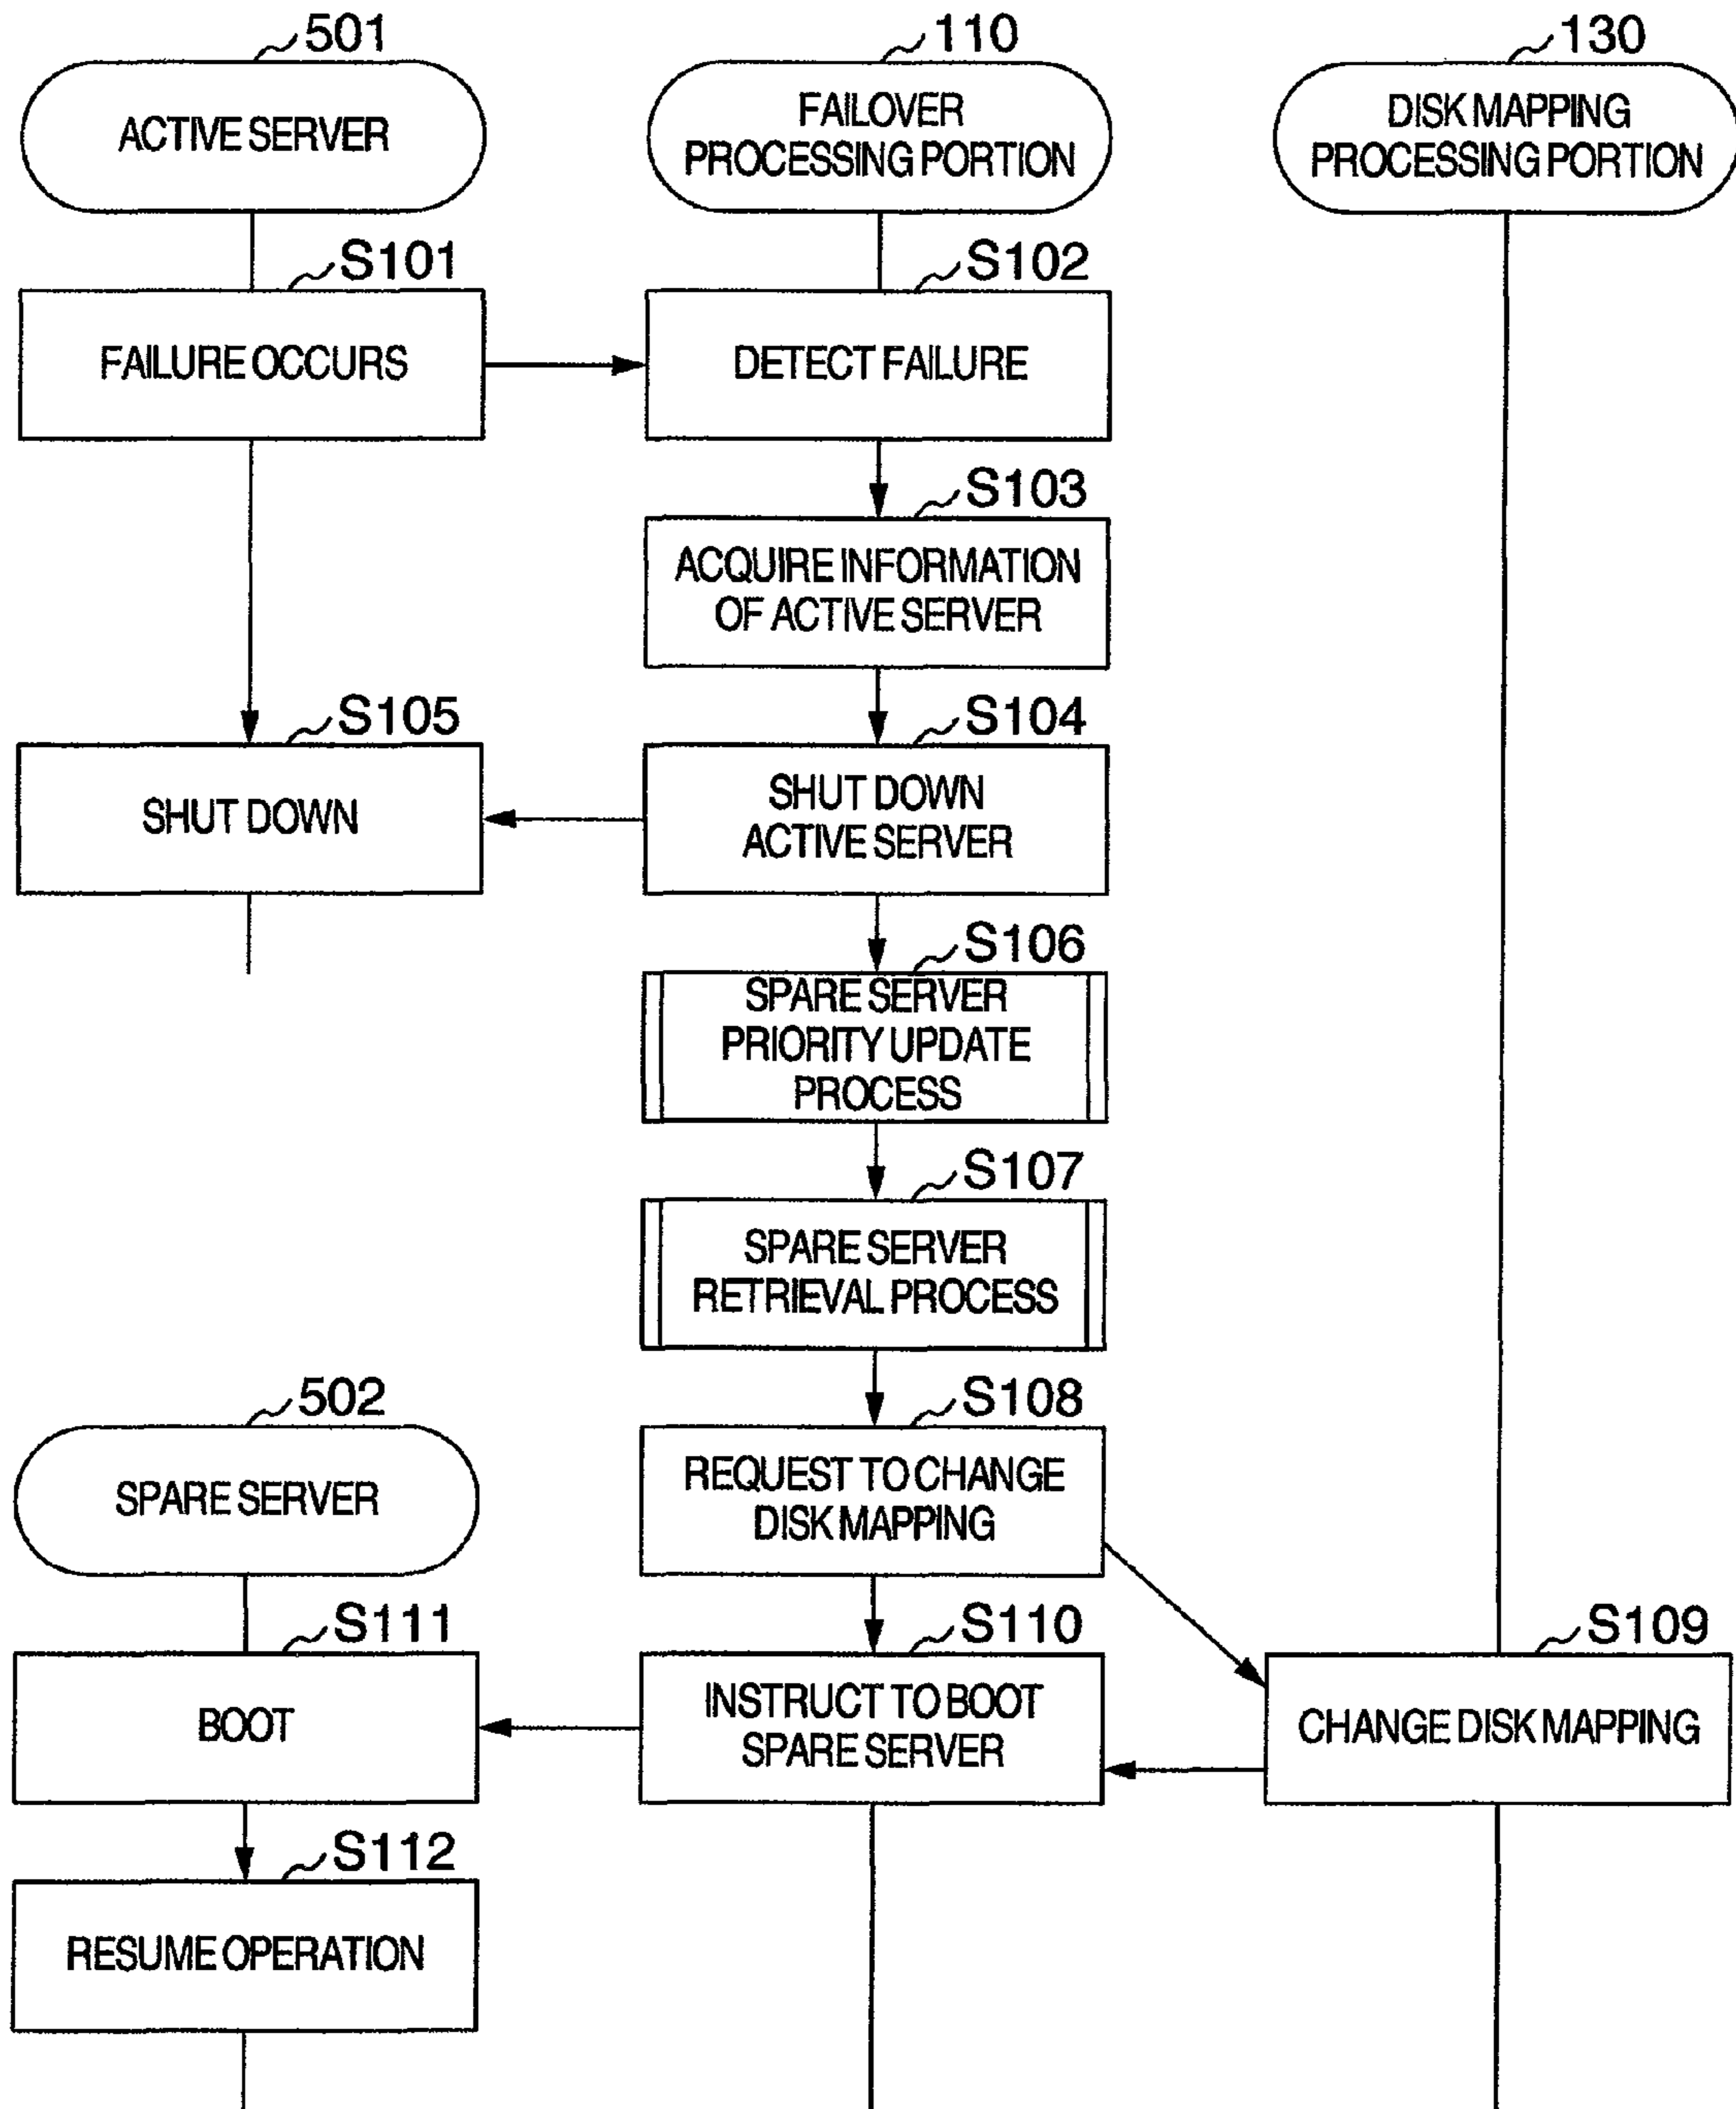 501
110
130
ACTIVE SERVER
FAILOVER
PROCESSING PORTION
DISK MAPPING
PROCESSING PORTION
S101
S102
FAILURE OCCURS
DETECT FAILURE
S103
ACQUIRE INFORMATION
OF ACTIVE SERVER
S105
S104
SHUT DOWN
SHUT DOWN
ACTIVE SERVER
S106
SPARE SERVER
PRIORITY UPDATE
PROCESS
S107
SPARE SERVER
RETRIEVAL PROCESS
502
S108
SPARE SERVER
REQUEST TO CHANGE
DISK MAPPING
S111
S110
S109
BOOT
INSTRUCT TO BOOT
SPARE SERVER
CHANGE DISK MAPPING
S112
RESUME OPERATION